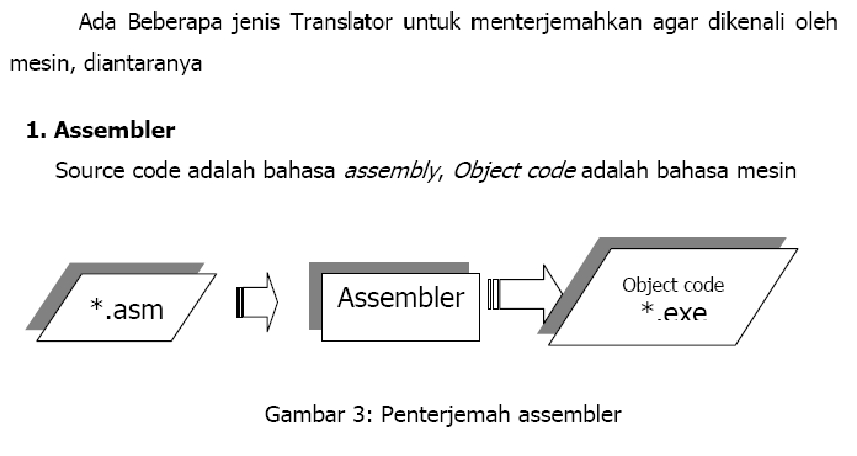 Ada Beberapa jenis Translator untuk menterjemahkan agar dikenali oleh
mesin, diantaranya
1. Assembler
Source code adalah bahasa assembly, Object code adalah bahasa mesin
*.asm
Assembler
Object code
*.exe
Gambar 3: Penterjemah assembler